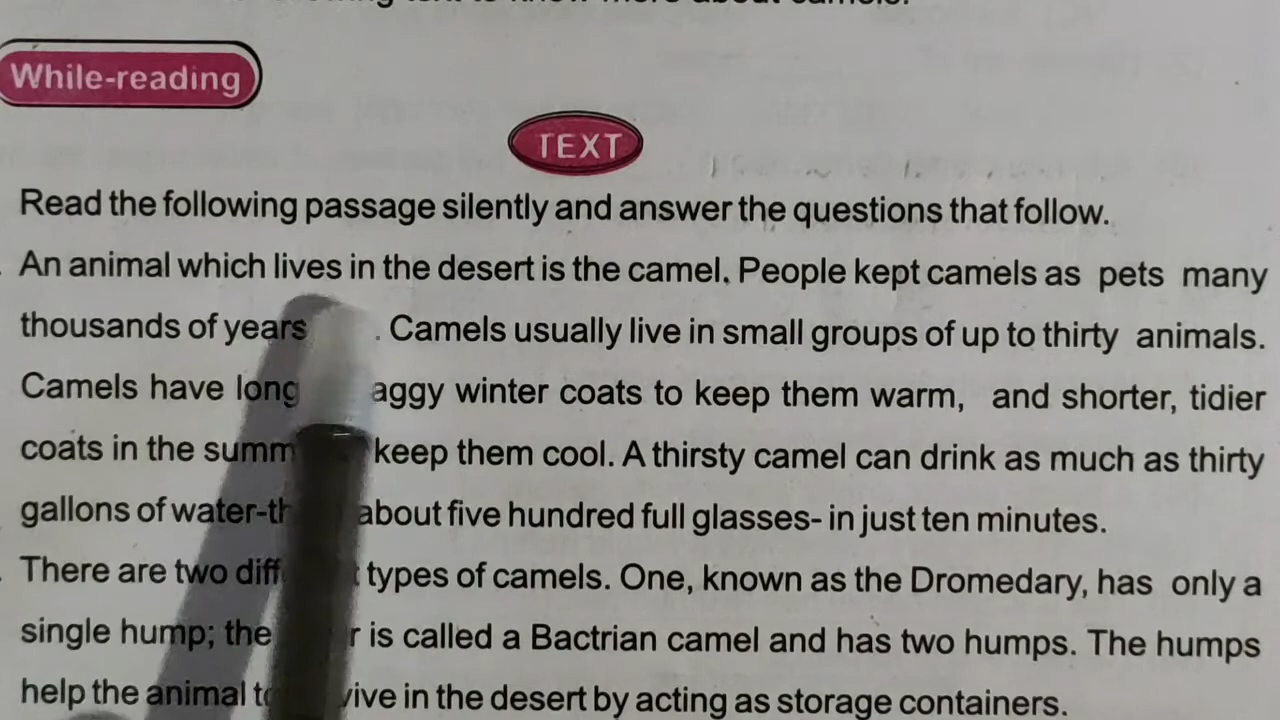 While-reading
TEXT
Read the following passage silently and answer the questions that follow.
An animal which lives in the desert is the camel. People kept camels as pets many
thousands of years . Camels usually live in small groups of up to thirty animals.
Camels have long winter coats to keep them warm, and shorter, tidier
coats in the keep them cool. A thirsty camel can drink as much as thirty
gallons of about five hundred full glasses- in just ten minutes.
There are two types of camels. One, known as the Dromedary, has only a
single hump; the is called a Bactrian camel and has two humps. The humps
help the animal in the desert by acting as storage containers.